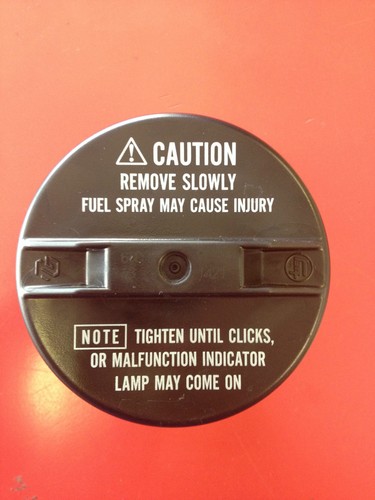 CAUTION
REMOVE SLOWLY
FUEL SPRAY MAY CAUSE INJURY
NOTE TIGHTEN UNTIL CLICKS,
OR MALFUNCTION INDICATOR
LAMP MAY COME ON